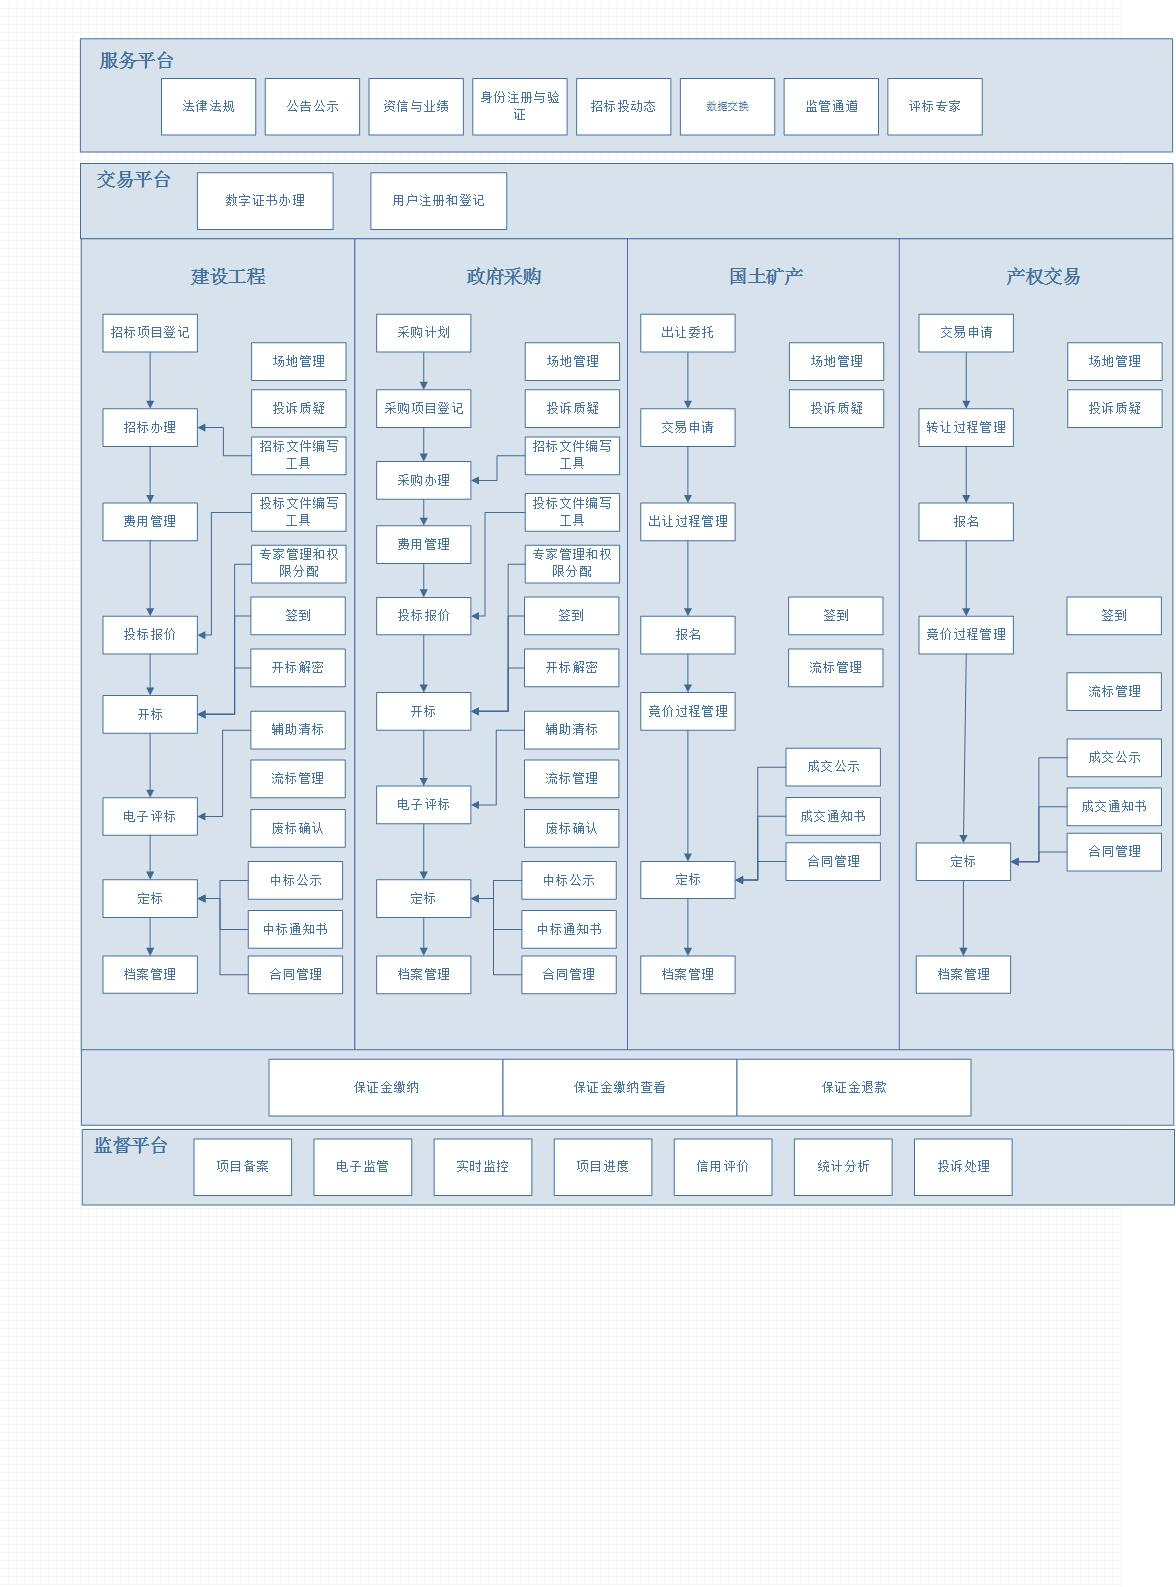 服务平台
法律法规
公告公示
资信与业绩
身份注册与验
证
招标投动态
数据交换
监管通道
评标专家
交易平台
数字证书办理
用户注册和登记
建设工程
招标项目登记
场地管理
投诉质疑
招标办理
招标文件编写
工具
投标文件编写
工具
费用管理
专家管理和权
限分配
签到
投标报价
开标解密
开标
辅助清标
流标管理
电子评标
废标确认
中标公示
定标
中标通知书
档案管理
合同管理
政府采购
采购计划
场地管理
采购项目登记
投诉质疑
招标文件编写
工具
采购办理
投标文件编写
工具
费用管理
专家管理和权
限分配
投标报价
签到
开标解密
开标
辅助清标
流标管理
电子评标
废标确认
中标公示
定标
中标通知书
档案管理
合同管理
国土矿产
出让委托
场地管理
投诉质疑
交易申请
出让过程管理
签到
报名
流标管理
竟价过程管理
成交公示
成交通知书
合同管理
定标
档案管理
产权交易
交易申请
场地管理
投诉质疑
转让过程管理
报名
签到
竟价过程管理
流标管理
成交公示
成交通知书
合同管理
定标
档案管理
保证金缴纳
保证金缴纳查看
保证金退款
监督平台
项目备案
电子监管
实时监控
项目进度
信用评价
统计分析
投诉处理